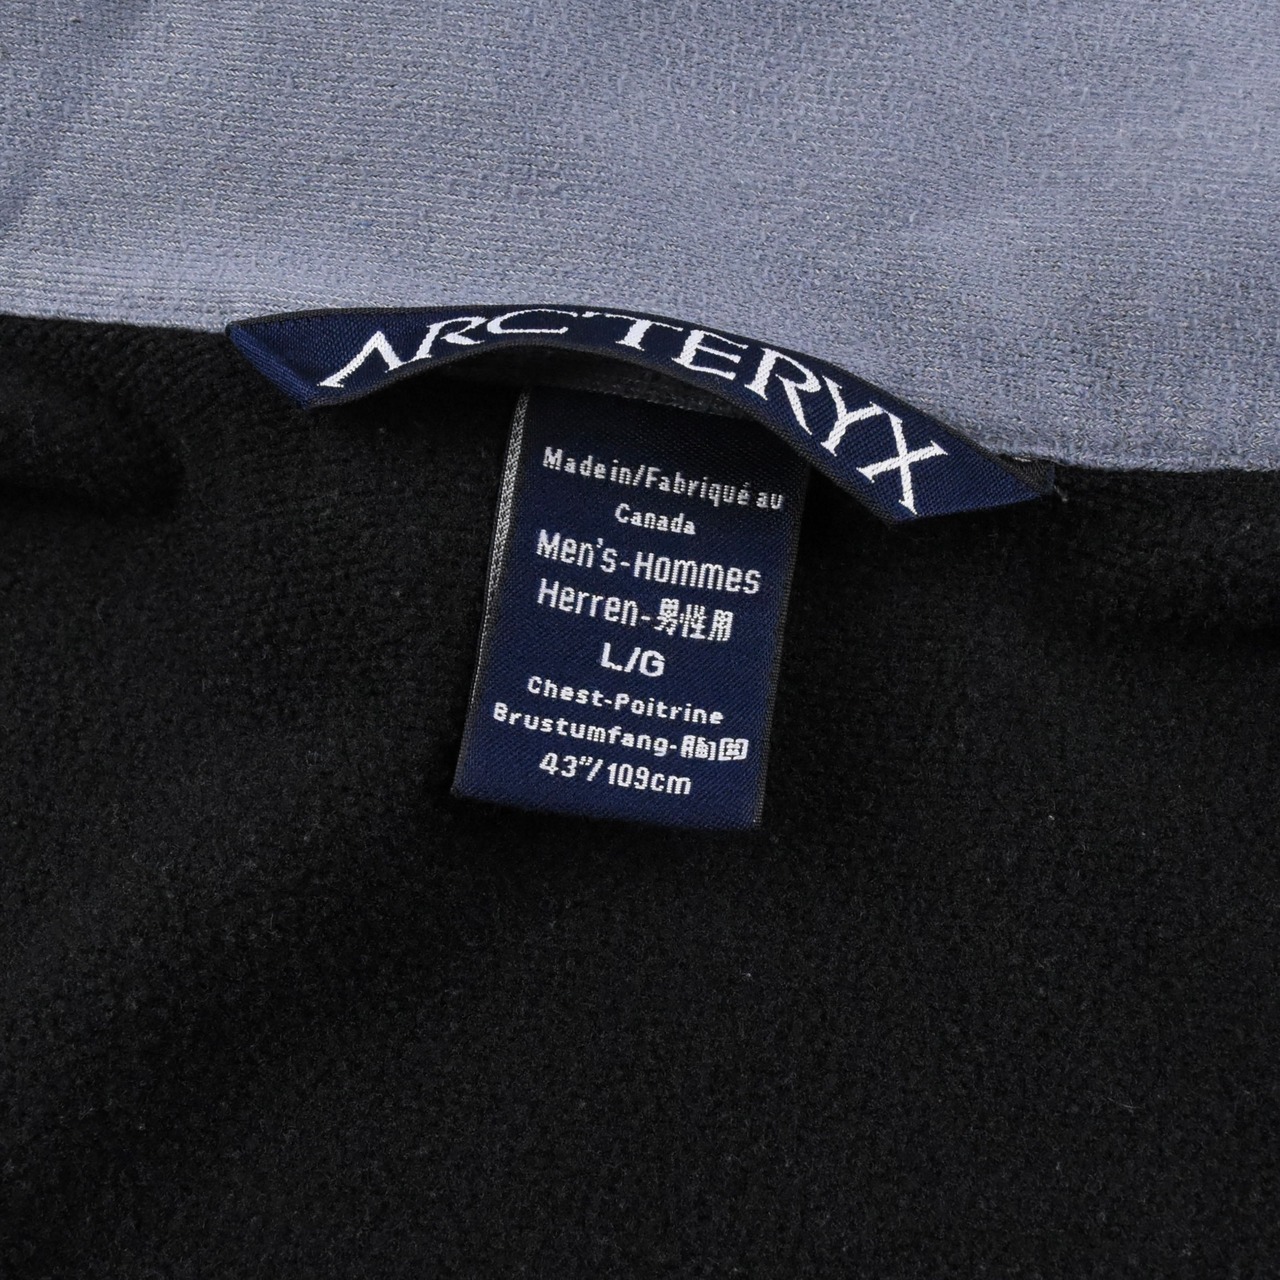 ARC'TERYX
Made in/Fabriqué au
Canada
Men's-Hommes
Herren-男性用
L/G
Chest-Poitrine
Brustumfang-胸囲
43"/109cm